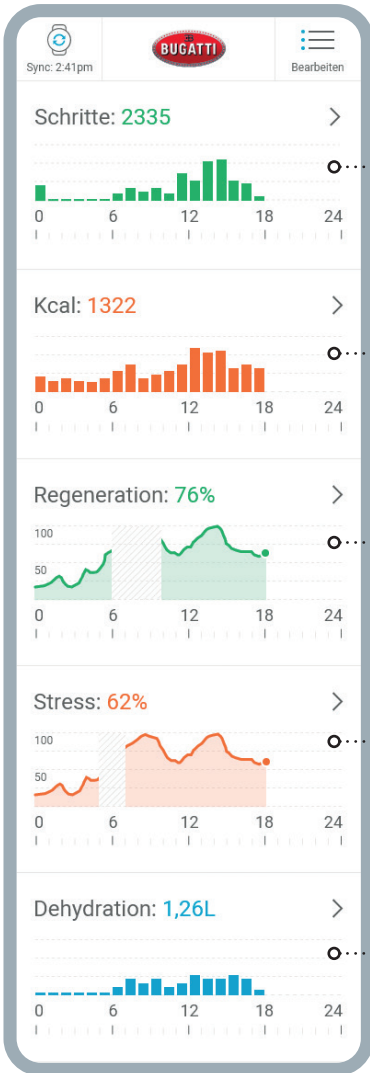 Sync: 2:41pm
BUGATTI
Bearbeiten
Schritte: 2335
0 6 12 18 24
Kcal: 1322
0 6 12 18 24
Regeneration: 76%
100
50
0 6 12 18 24
Stress: 62%
100
50
0 6 12 18 24
Dehydration: 1,26L
0 6 12 18 24